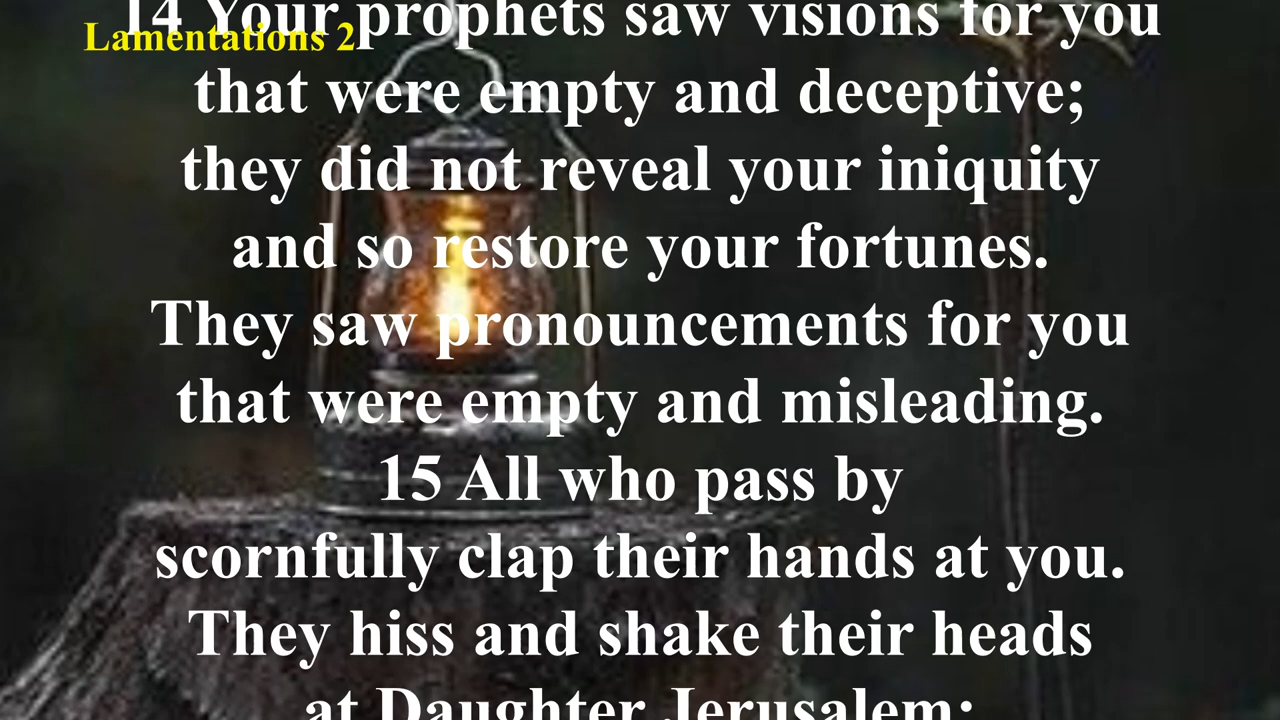 Lamentations 2
14 Your prophets saw visions for you
that were empty and deceptive;
they did not reveal your iniquity
and so restore your fortunes.
They saw pronouncements for you
that were empty and misleading.
15 All who pass by
scornfully clap their hands at you.
They hiss and shake their heads
at Daughter Jerusalem: